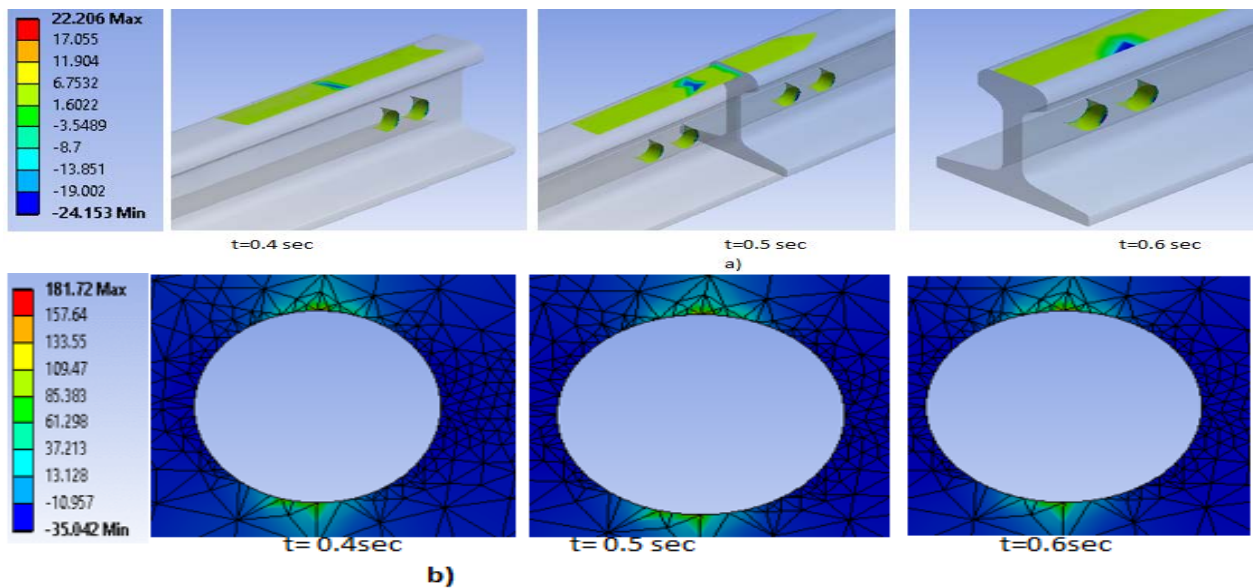 22.206 Max
17.055
11.904
6.7532
1.6022
-3.5489
-8.7
-13.851
-19.002
-24.153 Min
t=0.4 sec
t=0.5 sec
t=0.6 sec
a)
181.72 Max
157.64
133.55
109.47
85.383
61.298
37.213
13.128
-10.957
-35.042 Min
t= 0.4sec
t= 0.5 sec
t=0.6sec
b)